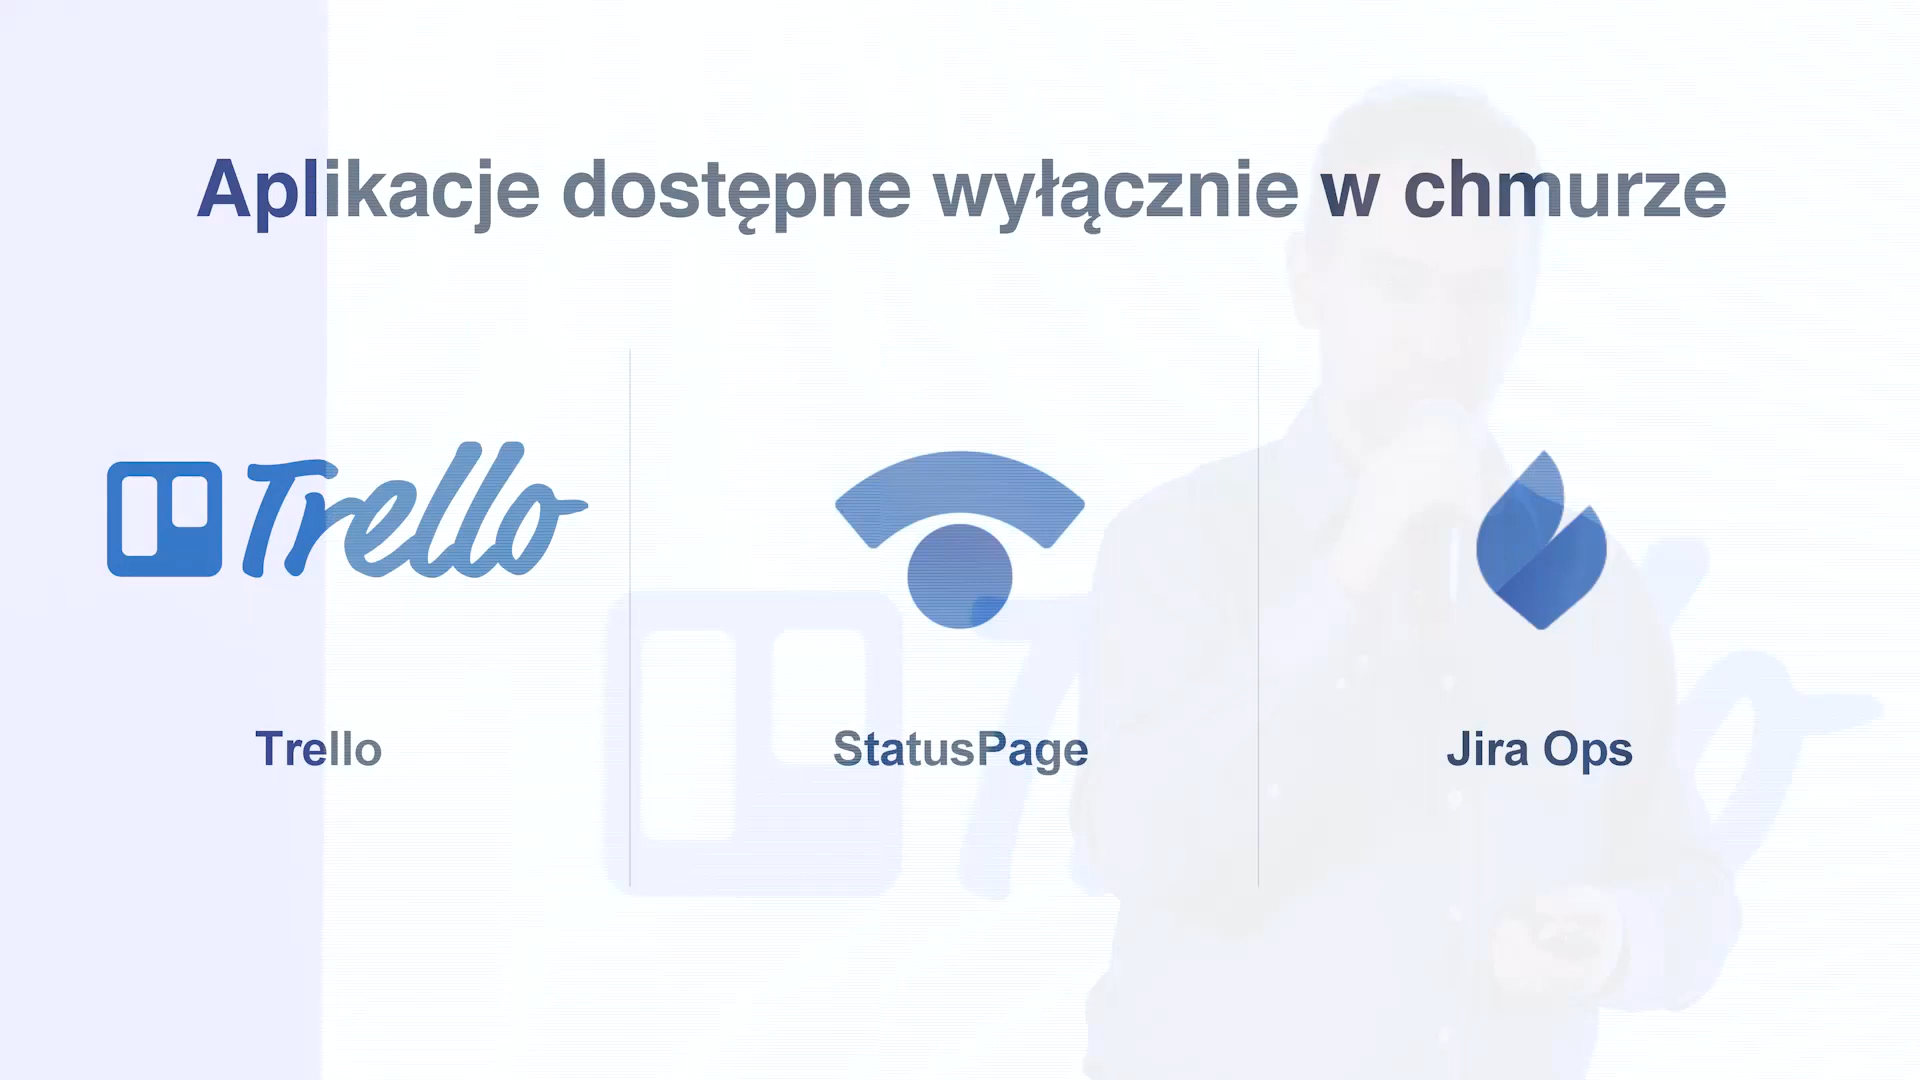 Aplikacje dostępne wyłącznie w chmurze
Trello
Trello StatusPage Jira Ops